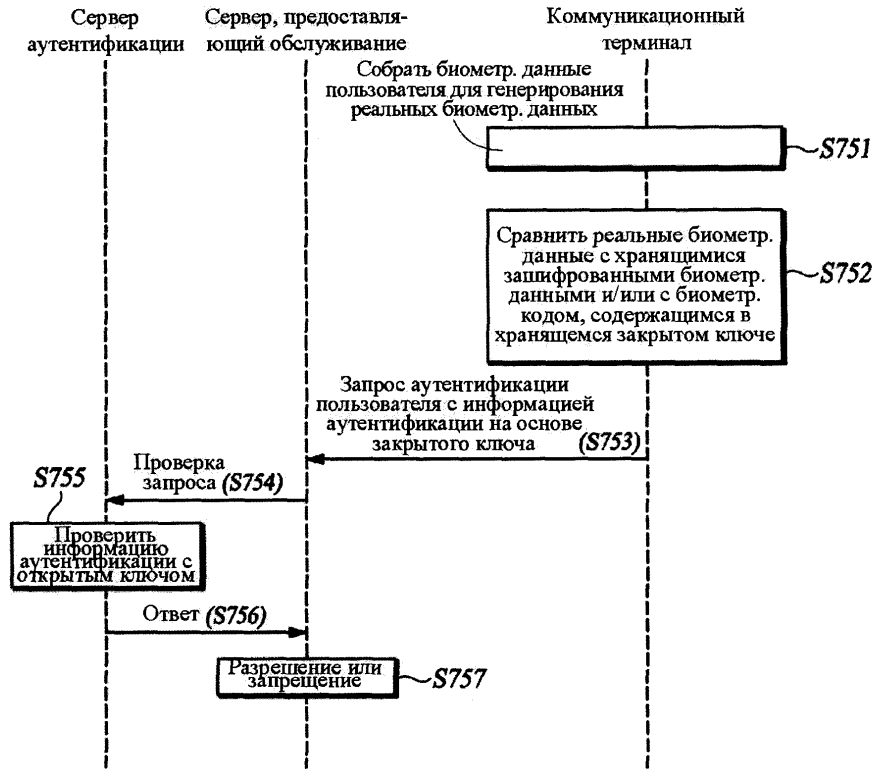 Сервер
аутентификации
Сервер, предоставля-
ющий обслуживание
Коммуникационный
терминал
Собрать биометр. данные
пользователя для генерирования
реальных биометр. данных
S751
Сравнить реальные биометр.
данные с хранящимися
зашифрованными биометр.
данными и/или с биометр.
кодом, содержащимся в
хранящемся закрытом ключе
S752
Запрос аутентификации
пользователя с информацией
аутентификации на основе
закрытого ключа
(S753)
Проверка
запроса (S754)
S755
Проверить
информацию
аутентификации с
открытым ключом
Ответ (S756)
Разрешение или
запрещение
S757